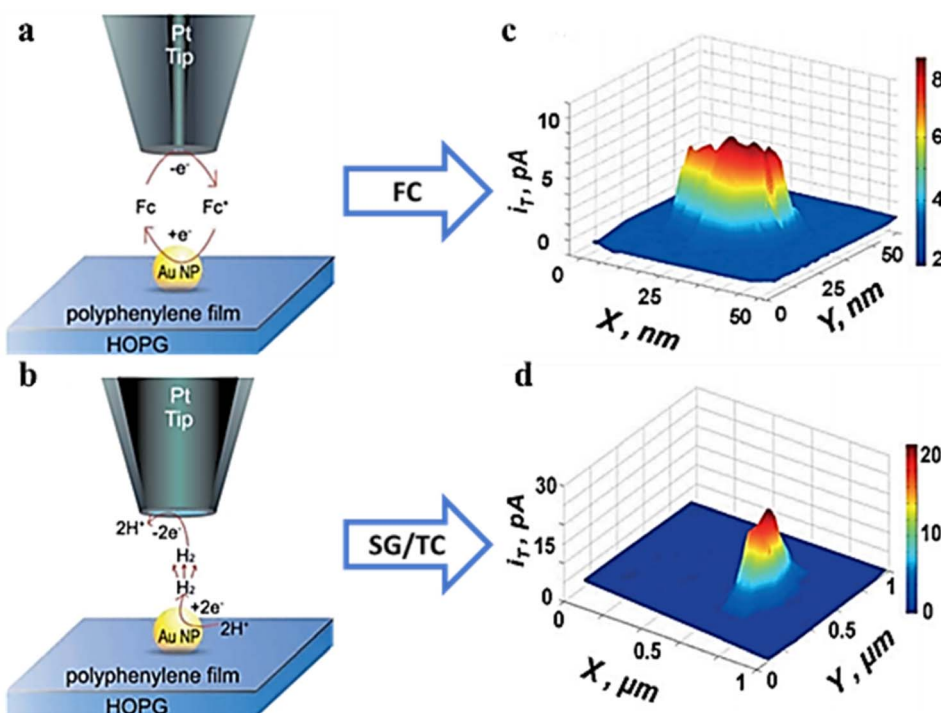 a
Pt
Tip
-e⁻
Fc
Fc⁺
+e⁻
Au NP
polyphenylene film
HOPG
FC
c
i_T, pA
10
5
0
0
25
50
X, nm
0
25
50
Y, nm
8
6
4
2
b
Pt
Tip
2H⁺
-2e⁻
H₂
H₂
+2e⁻
2H⁺
Au NP
polyphenylene film
HOPG
SG/TC
d
i_T, pA
30
15
0
0
0.5
1
X, μm
0
0.5
1
Y, μm
20
10
0